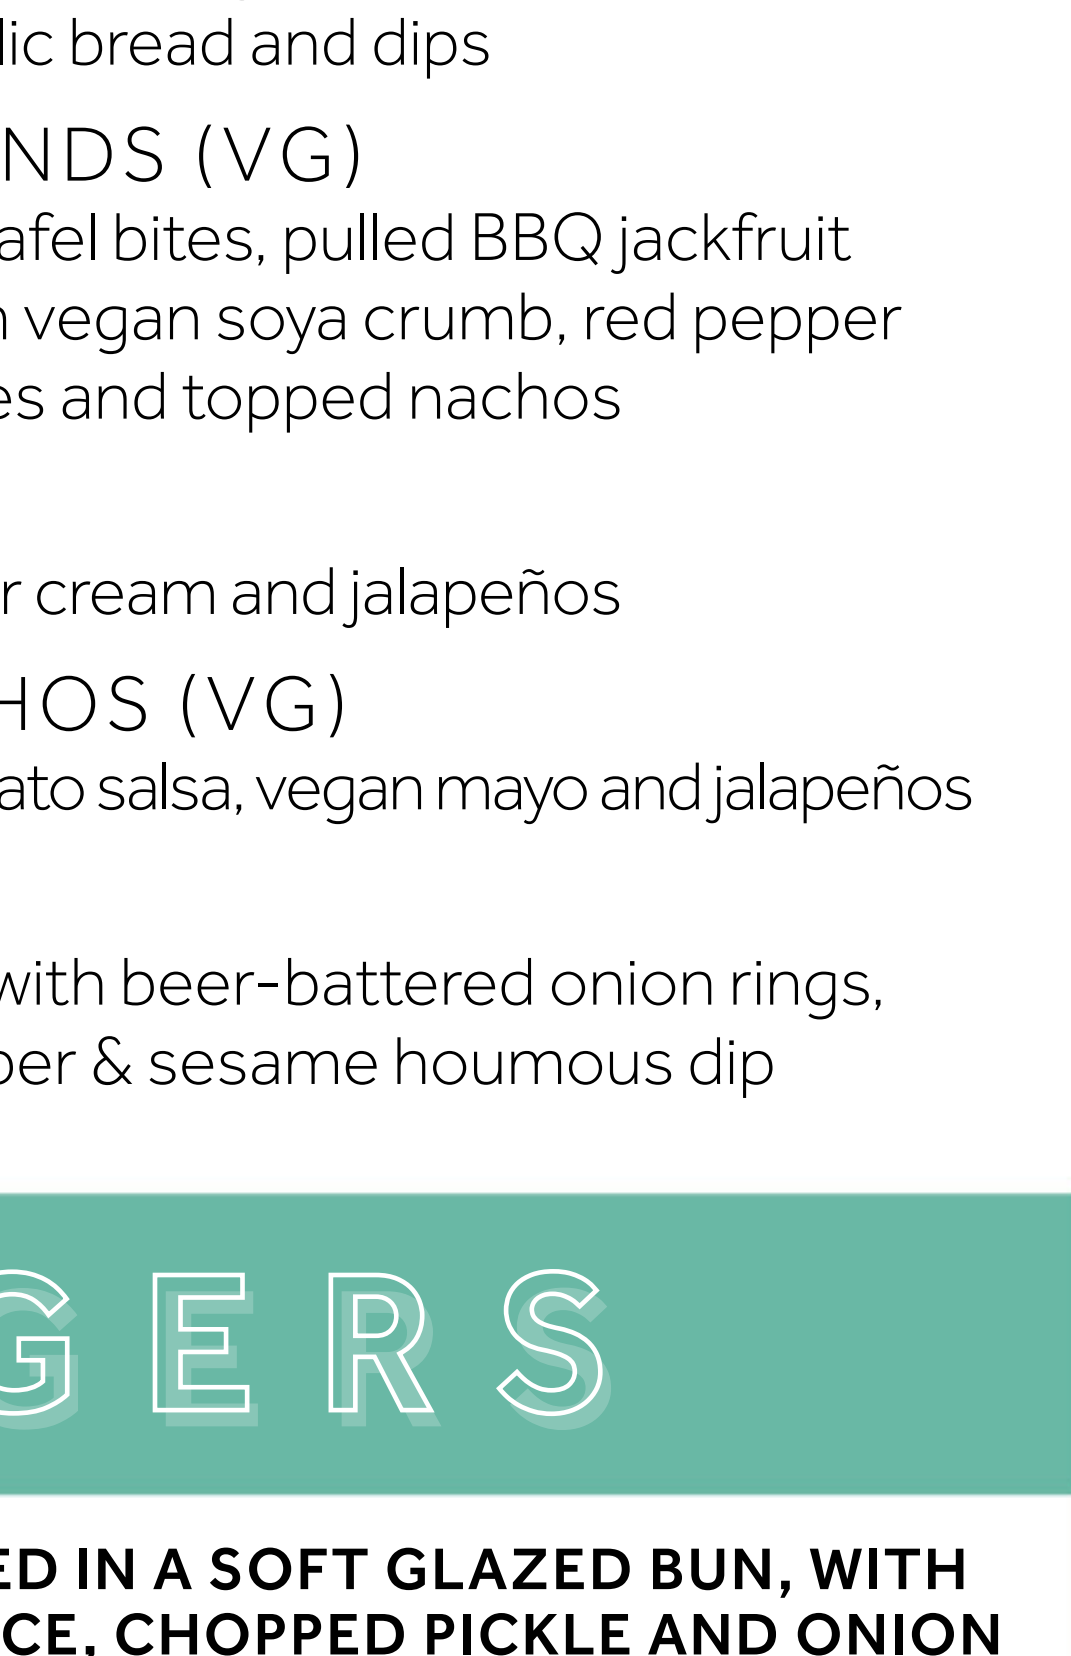 lic bread and dips
NDS (VG)
afel bites, pulled BBQ jackfruit
vegan soya crumb, red pepper
es and topped nachos
r cream and jalapeños
HOS (VG)
ato salsa, vegan mayo and jalapeños
with beer-battered onion rings,
per & sesame houmous dip
GERS
ED IN A SOFT GLAZED BUN, WITH
CE, CHOPPED PICKLE AND ONION